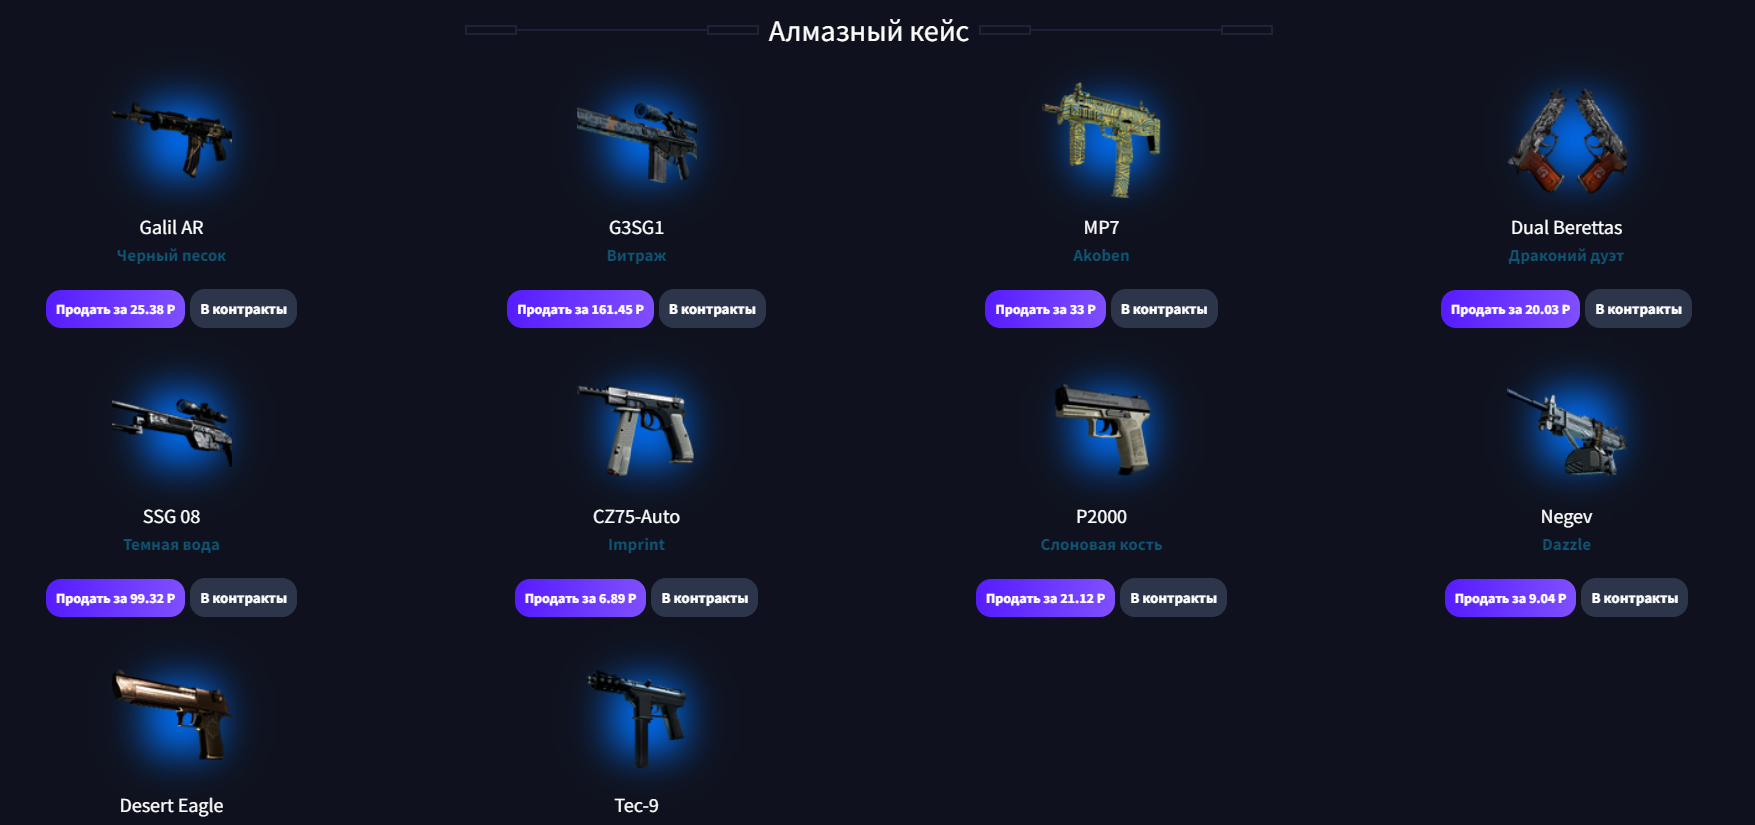 Алмазный кейс
Galil AR
G3SG1
MP7
Dual Berettas
Черный песок
Витраж
Akoben
Драконий дуэт
Продать за 25.38 Р
В контракты
Продать за 161.45 Р
В контракты
Продать за 33 Р
В контракты
Продать за 20.03 Р
В контракты
SSG 08
CZ75-Auto
P2000
Negev
Темная вода
Imprint
Слоновая кость
Dazzle
Продать за 99.32 Р
В контракты
Продать за 6.89 Р
В контракты
Продать за 21.12 Р
В контракты
Продать за 9.04 Р
В контракты
Desert Eagle
Tec-9